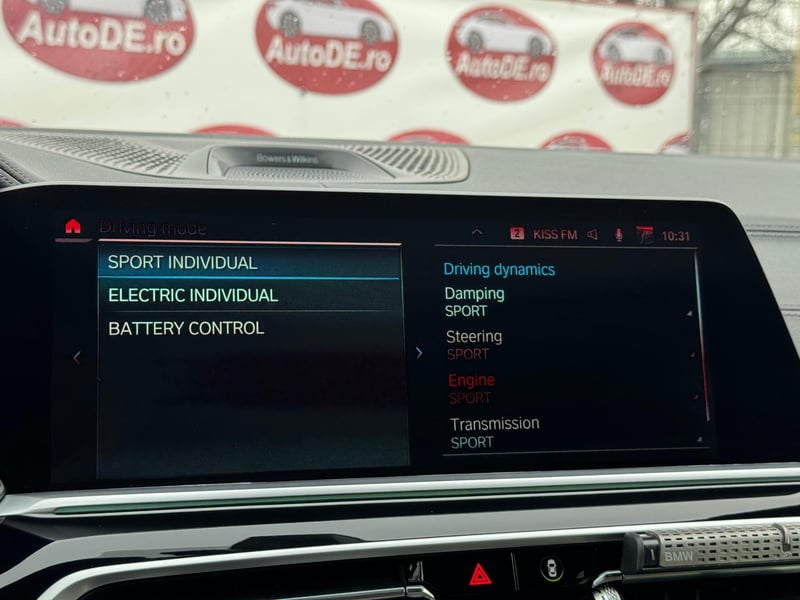 AutoDE.ro
AutoDE.ro
AutoDE.ro
AutoDE.ro
Bowers & Wilkins
Driving mode
2 KISS FM 10:31
SPORT INDIVIDUAL
ELECTRIC INDIVIDUAL
BATTERY CONTROL
Driving dynamics
Damping
SPORT
Steering
SPORT
Engine
SPORT
Transmission
SPORT
BMW